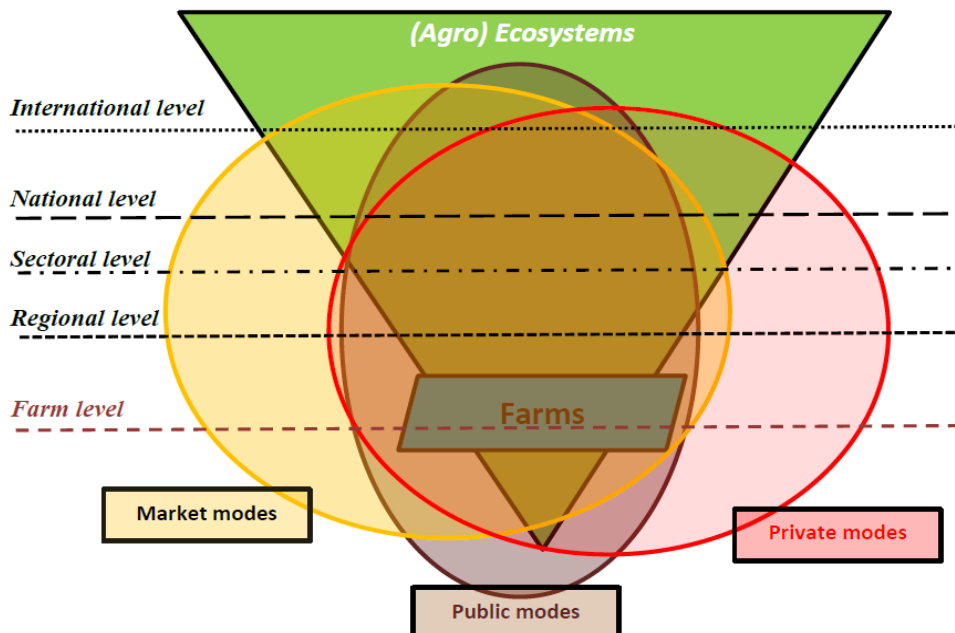 (Agro) Ecosystems
International level
National level
Sectoral level
Regional level
Farm level
Farms
Market modes
Private modes
Public modes